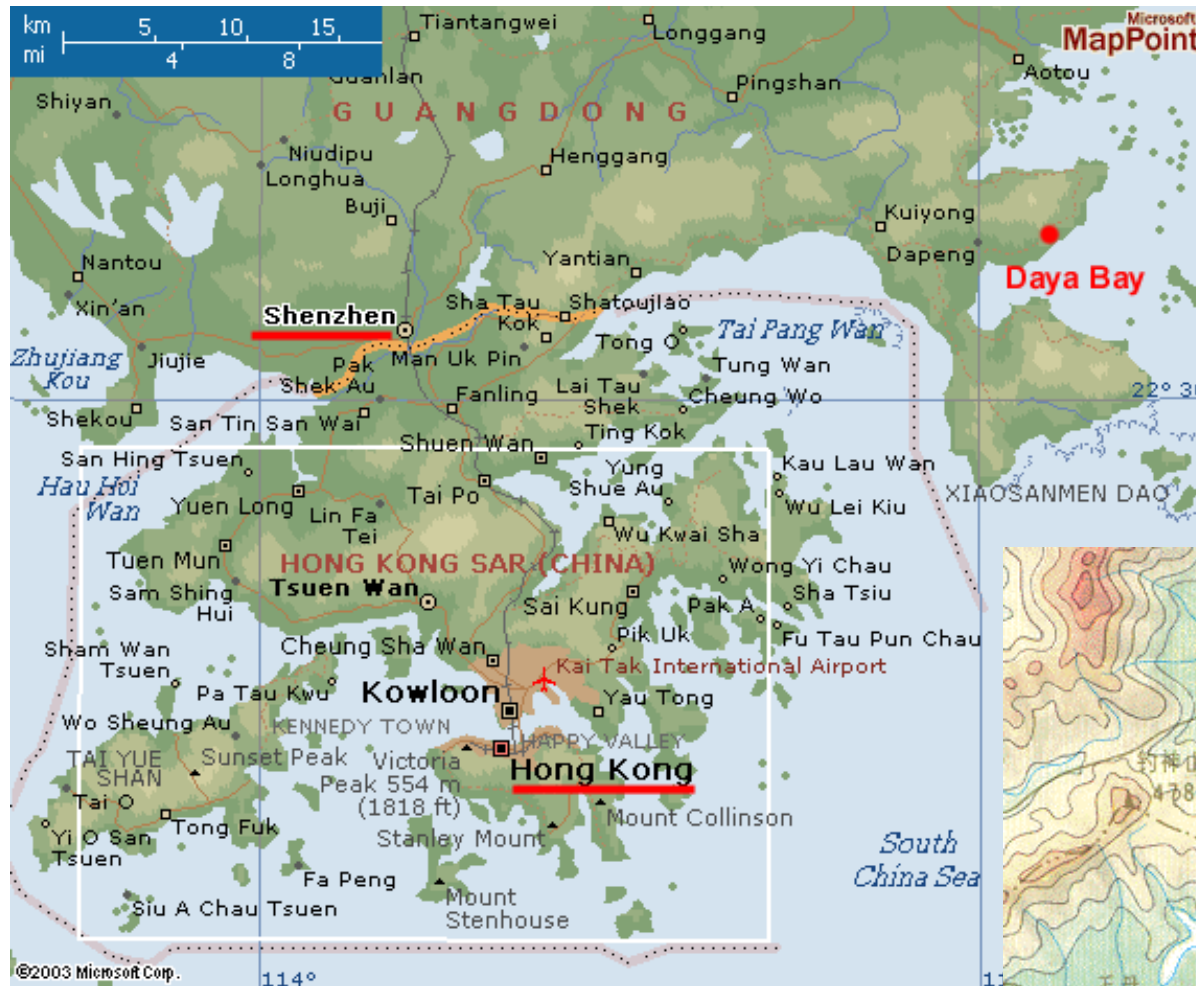 km 5, 10, 15,
mi 4 8
Microsoft
MapPoint
Tiantangwei
Longgang
Guanlan
Pingshan
Aotou
Shiyan
GUANGDONG
Niudipu
Longhua
Henggang
Buji
Kuiyong
Dapeng
Nantou
Xin'an
Yantian
Daya Bay
Sha Tau
Kok
Shatoujiao
Shenzhen
Tai Pang Wan
Zhujiang
Kou
Jiujie
Pak
Man Uk Pin
Tong O
Tung Wan
Shek Au
Fanling
Lai Tau
Shek
Cheung Wo
22° 30
Shekou
San Tin San Wai
Shuen Wan
Ting Kok
San Hing Tsuen
Yung
Shue Au
Kau Lau Wan
Hau Hoi
Wan
Yuen Long
Tai Po
Wu Lei Kiu
XIAOSANMEN DAO
Lin Fa
Tei
Wu Kwai Sha
Tuen Mun
HONG KONG SAR (CHINA)
Wong Yi Chau
Sam Shing
Hui
Tsuen Wan
Sai Kung
Pak A
Sha Tsiu
Sham Wan
Tsuen
Cheung Sha Wan
Pik Uk
Fu Tau Pun Chau
Kai Tak International Airport
Pa Tau Kwu
Kowloon
Yau Tong
Wo Sheung Au
KENNEDY TOWN
HAPPY VALLEY
TAI YUE
SHAN
Sunset Peak
Victoria
Peak 554 m
(1818 ft)
Hong Kong
Tai O
Mount Collinson
Yi O San
Tsuen
Tong Fuk
Stanley Mount
South
China Sea
Fa Peng
Mount
Stenhouse
Siu A Chau Tsuen
©2003 Microsoft Corp.
114°